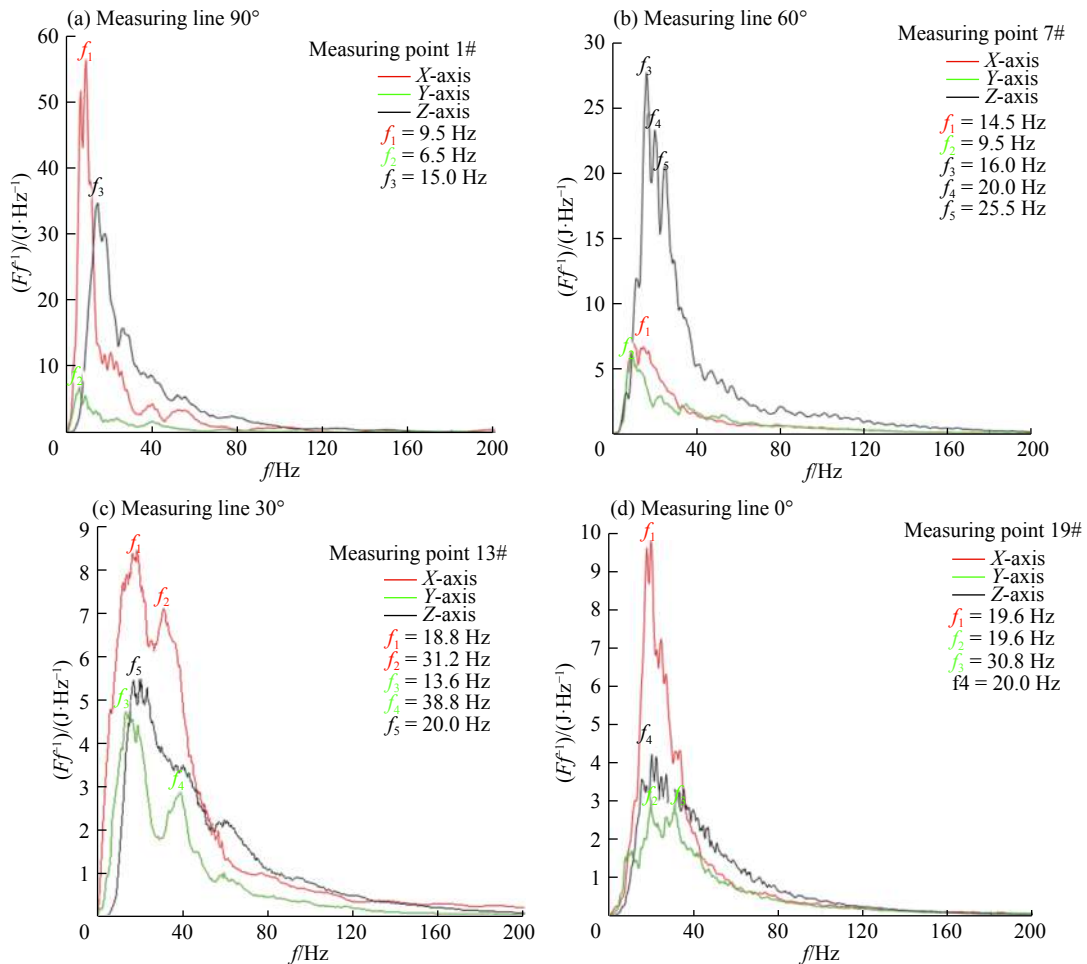 (a) Measuring line 90°
60
50
40
30
20
10
0
40
80
120
160
200
(Ff⁻¹)/(J·Hz⁻¹)
f/Hz
f₁
f₃
f₂
Measuring point 1#
X-axis
Y-axis
Z-axis
f₁ = 9.5 Hz
f₂ = 6.5 Hz
f₃ = 15.0 Hz
(b) Measuring line 60°
30
25
20
15
10
5
0
40
80
120
160
200
(Ff⁻¹)/(J·Hz⁻¹)
f/Hz
f₃
f₄
f₅
f₁
f
Measuring point 7#
X-axis
Y-axis
Z-axis
f₁ = 14.5 Hz
f₂ = 9.5 Hz
f₃ = 16.0 Hz
f₄ = 20.0 Hz
f₅ = 25.5 Hz
(c) Measuring line 30°
9
8
7
6
5
4
3
2
1
0
40
80
120
160
200
(Ff⁻¹)/(J·Hz⁻¹)
f/Hz
f₁
f₂
f₅
f₃
f₄
Measuring point 13#
X-axis
Y-axis
Z-axis
f₁ = 18.8 Hz
f₂ = 31.2 Hz
f₃ = 13.6 Hz
f₄ = 38.8 Hz
f₅ = 20.0 Hz
(d) Measuring line 0°
10
9
8
7
6
5
4
3
2
1
0
40
80
120
160
200
(Ff⁻¹)/(J·Hz⁻¹)
f/Hz
f₁
f₄
f₂
Measuring point 19#
X-axis
Y-axis
Z-axis
f₁ = 19.6 Hz
f₂ = 19.6 Hz
f₃ = 30.8 Hz
f4 = 20.0 Hz